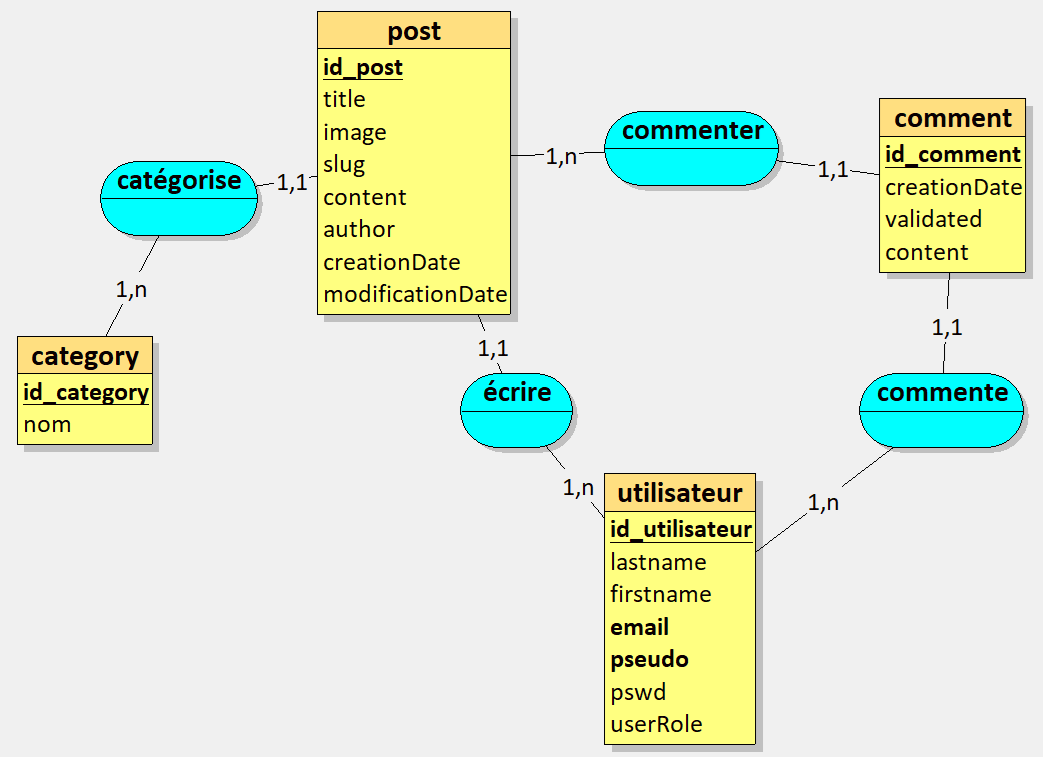 post
id_post
title
image
slug
content
author
creationDate
modificationDate
commenter
comment
id_comment
creationDate
validated
content
catégorise
1,1
1,n
1,1
1,n
category
id_category
nom
1,1
écrire
1,n
1,1
commente
1,n
utilisateur
id_utilisateur
lastname
firstname
email
pseudo
pswd
userRole